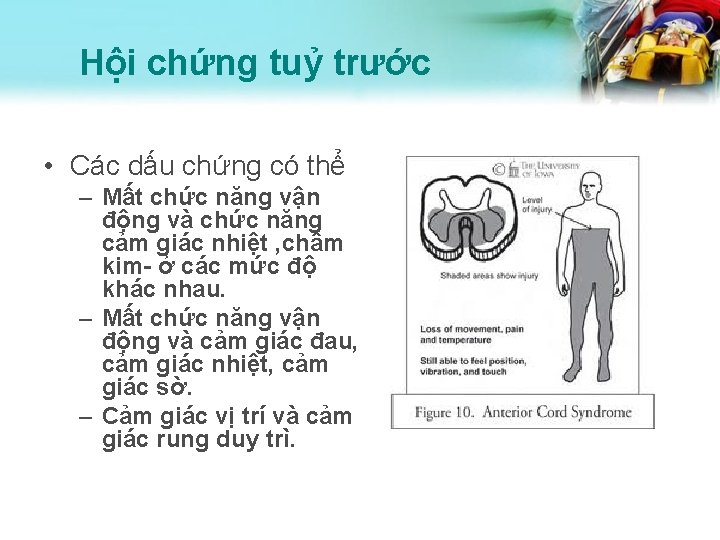 Hội chứng tuỷ trước
• Các dấu chứng có thể
– Mất chức năng vận
động và chức năng
cảm giác nhiệt , châm
kim- ở các mức độ
khác nhau.
– Mất chức năng vận
động và cảm giác đau,
cảm giác nhiệt, cảm
giác sờ.
– Cảm giác vị trí và cảm
giác rung duy trì.
© THE UNIVERSITY
OF IOWA
Level
of injury
Shaded areas show injury
Loss of movement, pain
and temperature
Still able to feel position,
vibration, and touch
Figure 10. Anterior Cord Syndrome